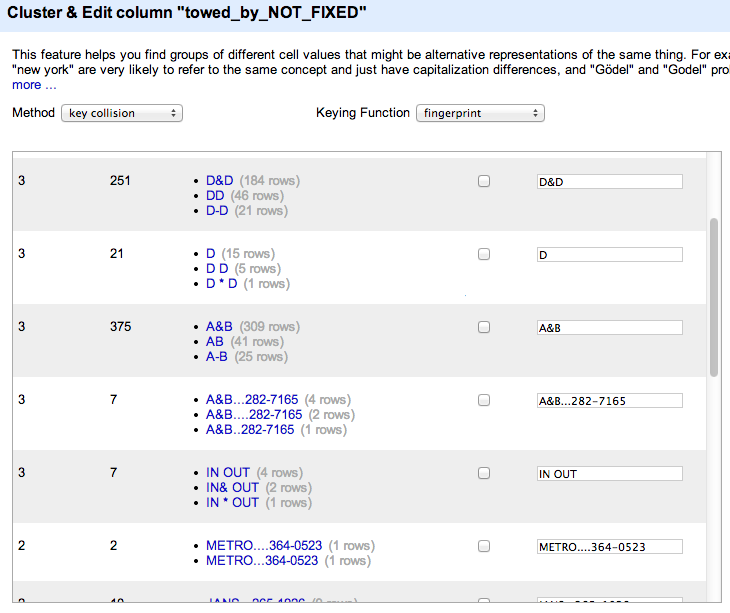 Cluster & Edit column "towed_by_NOT_FIXED"
This feature helps you find groups of different cell values that might be alternative representations of the same thing. For exa
"new york" are very likely to refer to the same concept and just have capitalization differences, and "Gödel" and "Godel" pro
more ...
Method key collision Keying Function fingerprint
3 251 • D&D (184 rows) D&D
• DD (46 rows)
• D-D (21 rows)
3 21 • D (15 rows) D
• D D (5 rows)
• D * D (1 rows)
3 375 • A&B (309 rows) A&B
• AB (41 rows)
• A-B (25 rows)
3 7 • A&B...282-7165 (4 rows) A&B...282-7165
• A&B....282-7165 (2 rows)
• A&B..282-7165 (1 rows)
3 7 • IN OUT (4 rows) IN OUT
• IN& OUT (2 rows)
• IN * OUT (1 rows)
2 2 • METRO....364-0523 (1 rows) METRO....364-0523
• METRO...364-0523 (1 rows)